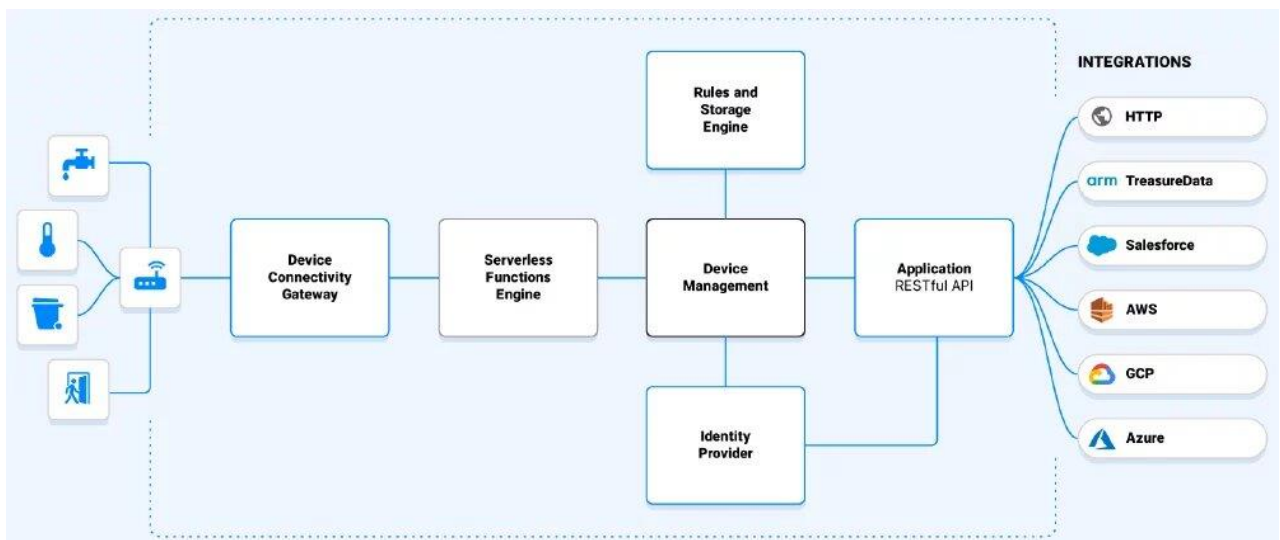 Rules and
Storage
Engine
INTEGRATIONS
HTTP
arm TreasureData
Salesforce
AWS
GCP
Azure
Device
Connectivity
Gateway
Serverless
Functions
Engine
Device
Management
Application
RESTful API
Identity
Provider